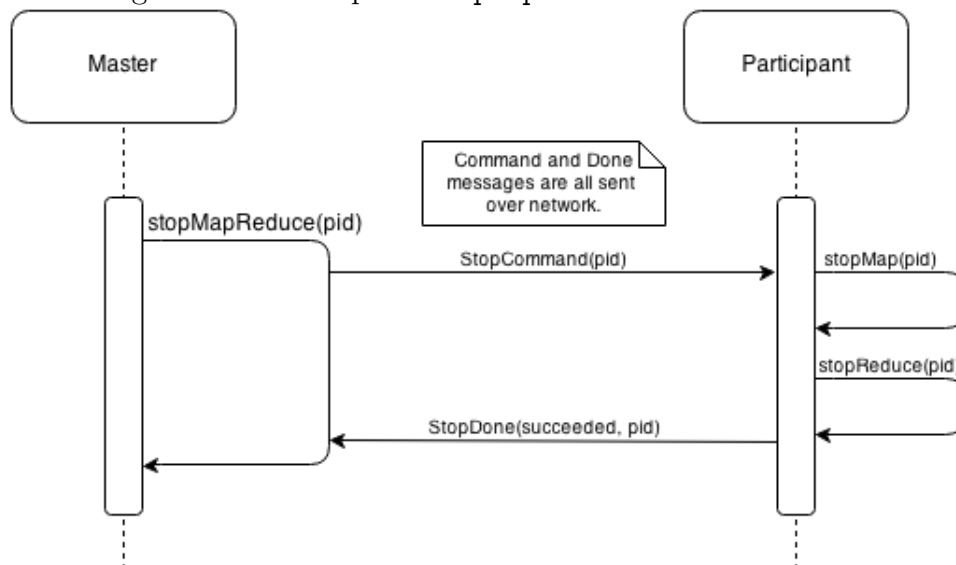 Master
Participant
Command and Done
messages are all sent
over network.
stopMapReduce(pid)
StopCommand(pid)
stopMap(pid)
stopReduce(pid)
StopDone(succeeded, pid)